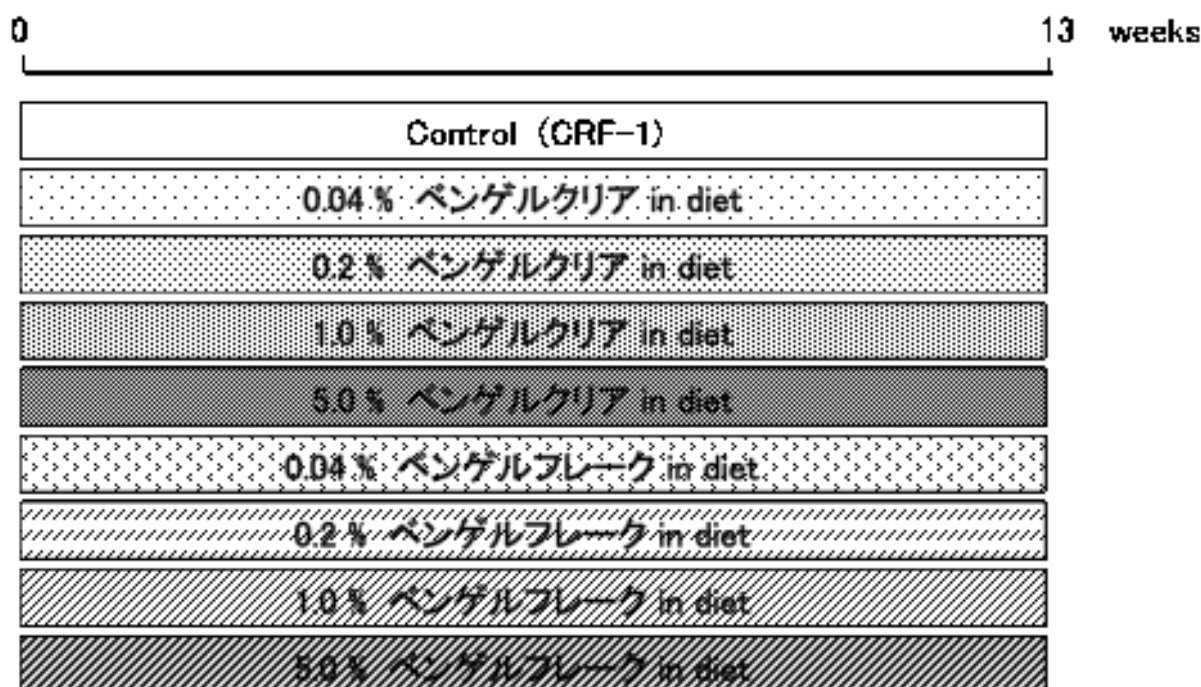 0 13 weeks
Control (CRF-1)
0.04 % ベンゲルクリア in diet
0.2 % ベンゲルクリア in diet
1.0 % ベンゲルクリア in diet
5.0 % ベンゲルクリア in diet
0.04 % ベンゲルフレーク in diet
0.2 % ベンゲルフレーク in diet
1.0 % ベンゲルフレーク in diet
5.0 % ベンゲルフレーク in diet